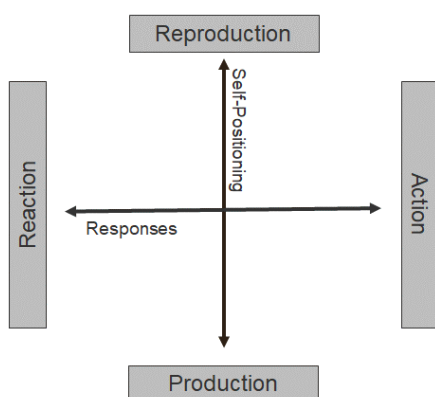 Reproduction
Self-Positioning
Reaction
Action
Responses
Production